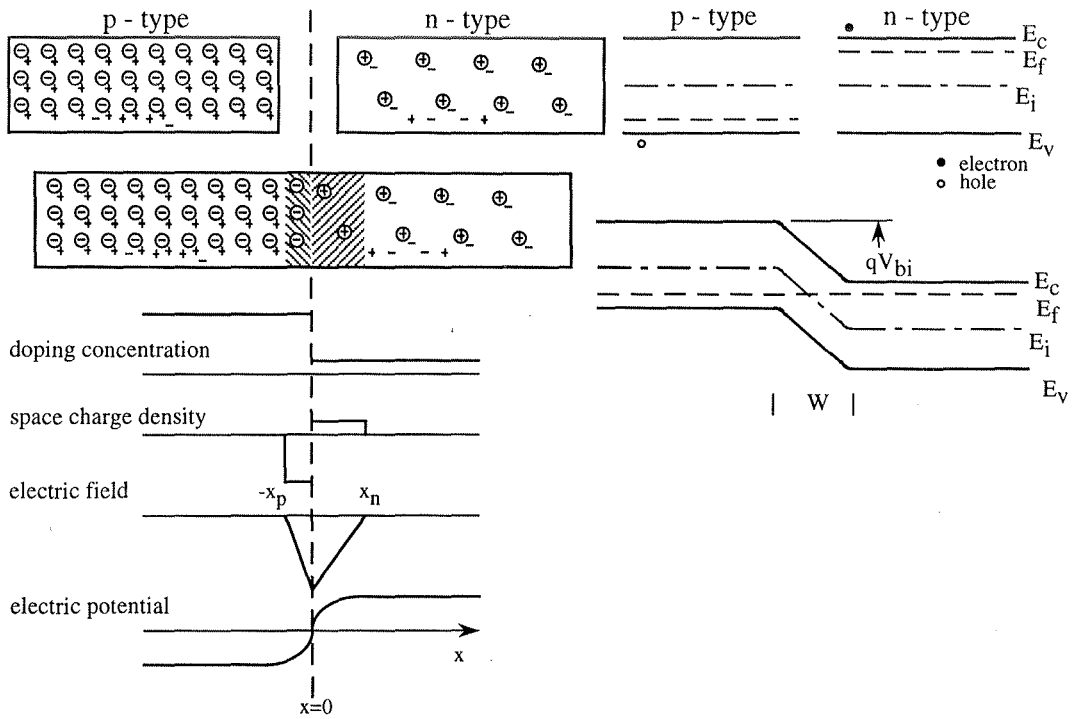 p - type
n - type
p - type
n - type
E_c
E_f
E_i
E_v
● electron
○ hole
qV_bi
E_c
E_f
E_i
E_v
| W |
doping concentration
space charge density
electric field
-x_p
x_n
electric potential
x
x=0